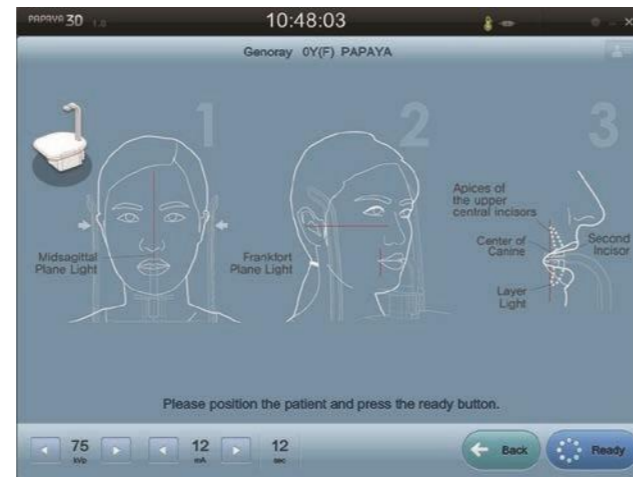 PAPAYA 3D 1.0
10:48:03
Genoray 0Y(F) PAPAYA
1
2
3
Midsagittal
Plane Light
Frankfort
Plane Light
Apices of
the upper
central incisors
Center of
Canine
Second
Incisor
Layer
Light
Please position the patient and press the ready button.
75
kVp
12
mA
12
sec
Back
Ready